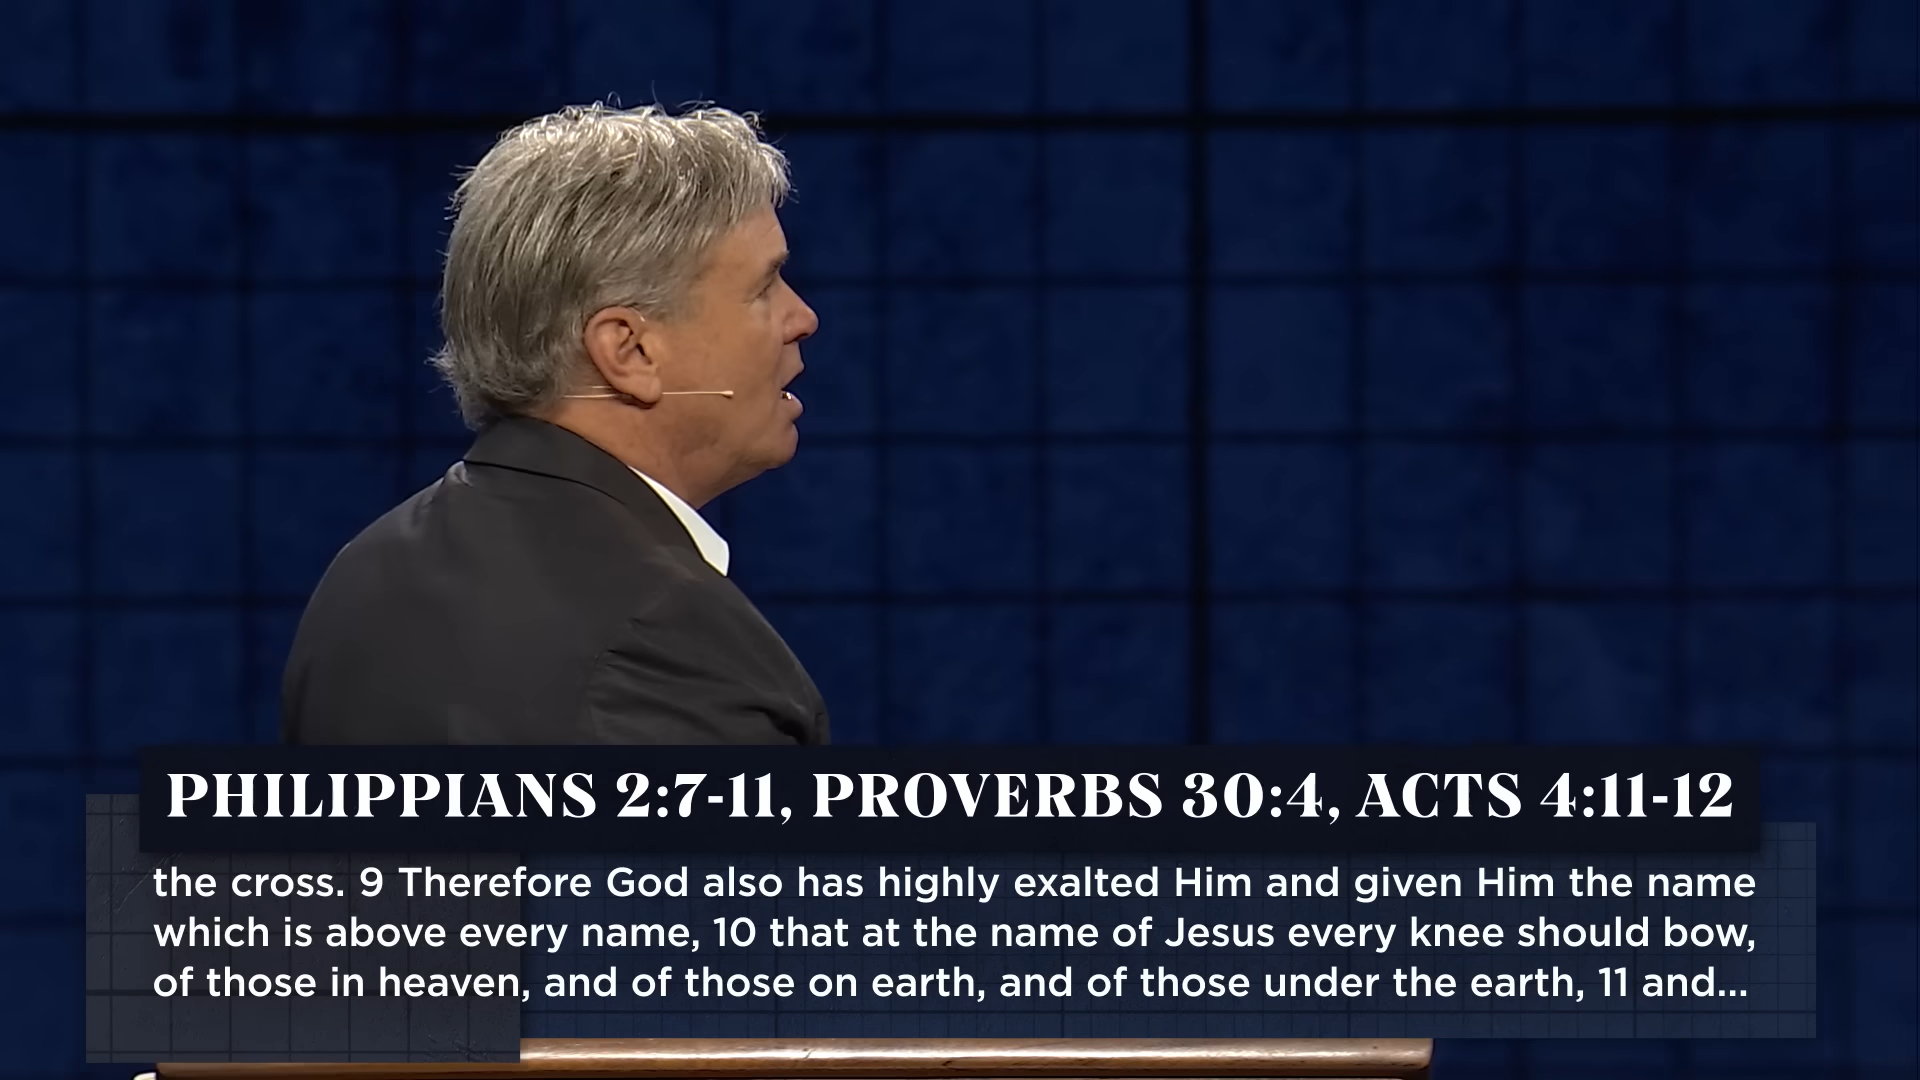 PHILIPPIANS 2:7-11, PROVERBS 30:4, ACTS 4:11-12
the cross. 9 Therefore God also has highly exalted Him and given Him the name
which is above every name, 10 that at the name of Jesus every knee should bow,
of those in heaven, and of those on earth, and of those under the earth, 11 and...